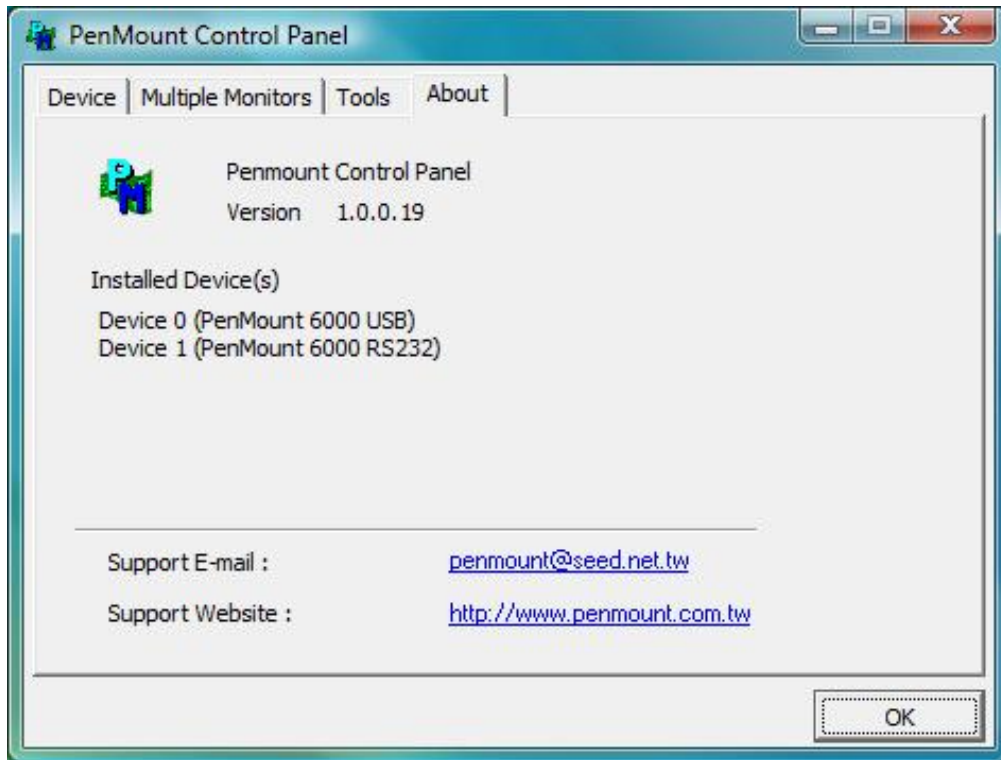 PenMount Control Panel
Device Multiple Monitors Tools About
PM Penmount Control Panel
Version 1.0.0.19
Installed Device(s)
Device 0 (PenMount 6000 USB)
Device 1 (PenMount 6000 RS232)
Support E-mail : penmount@seed.net.tw
Support Website : http://www.penmount.com.tw
OK